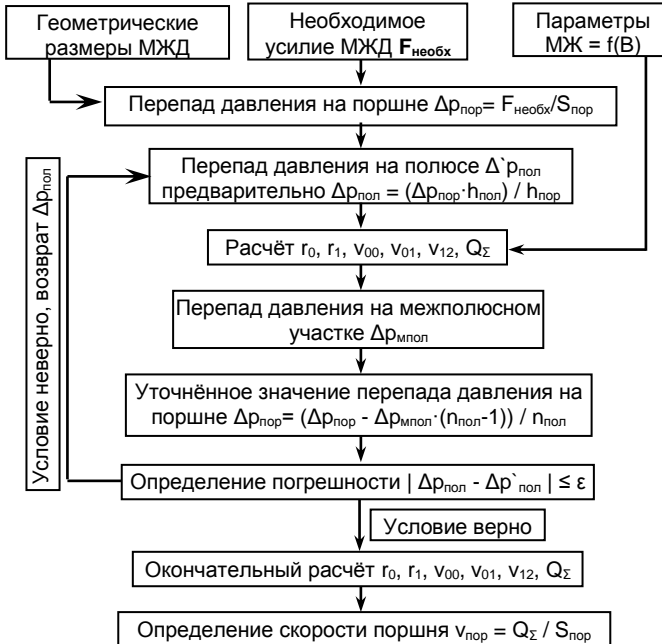 Геометрические
размеры МЖД
Необходимое
усилие МЖД Fнеобх
Параметры
МЖ = f(B)
Перепад давления на поршне Δpпор= Fнеобх/Sпор
Перепад давления на полюсе Δ`pпол
предварительно Δpпол = (Δpпор·hпол) / hпор
Условие неверно, возврат Δpпол
Расчёт r0, r1, v00, v01, v12, QΣ
Перепад давления на межполюсном
участке Δpмпол
Уточнённое значение перепада давления на
поршне Δpпор= (Δpпор - Δpмпол·(nпол-1)) / nпол
Определение погрешности | Δpпол - Δp`пол | ≤ ε
Условие верно
Окончательный расчёт r0, r1, v00, v01, v12, QΣ
Определение скорости поршня vпор = QΣ / Sпор